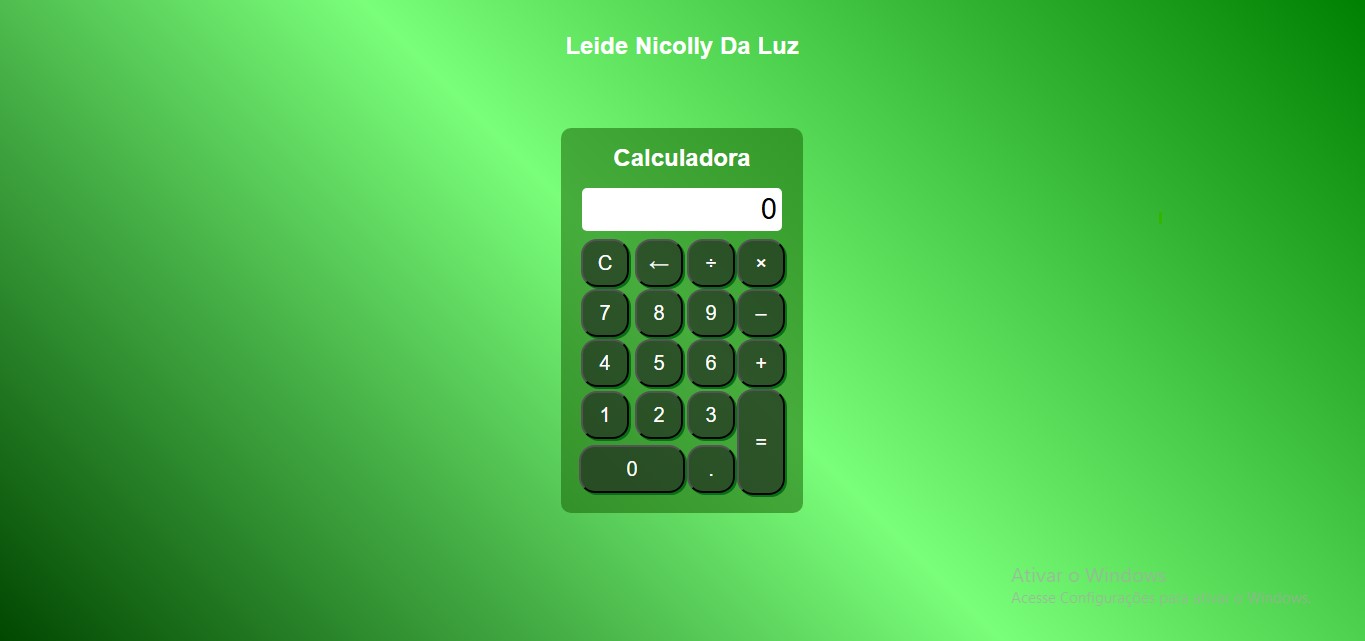 Leide Nicolly Da Luz
Calculadora
0
C ← ÷ ×
7 8 9 –
4 5 6 +
1 2 3
=
0 .
Ativar o Windows
Acesse Configurações para ativar o Windows.